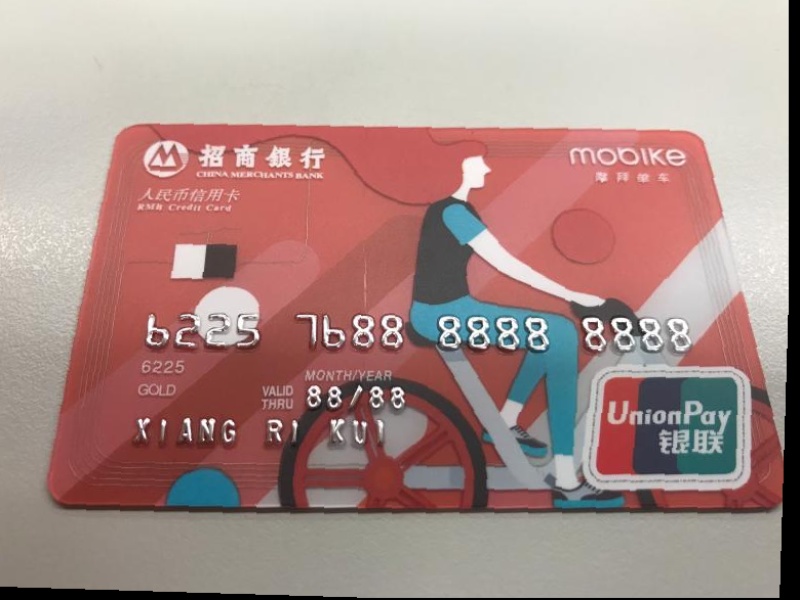 招商銀行
CHINA MERCHANTS BANK
人民币信用卡
RMB Credit Card
mobike
摩拜单车
6225 7688 8888 8888
6225
MONTH/YEAR
GOLD
VALID THRU 88/88
XIANG RI KUI
UnionPay
银联